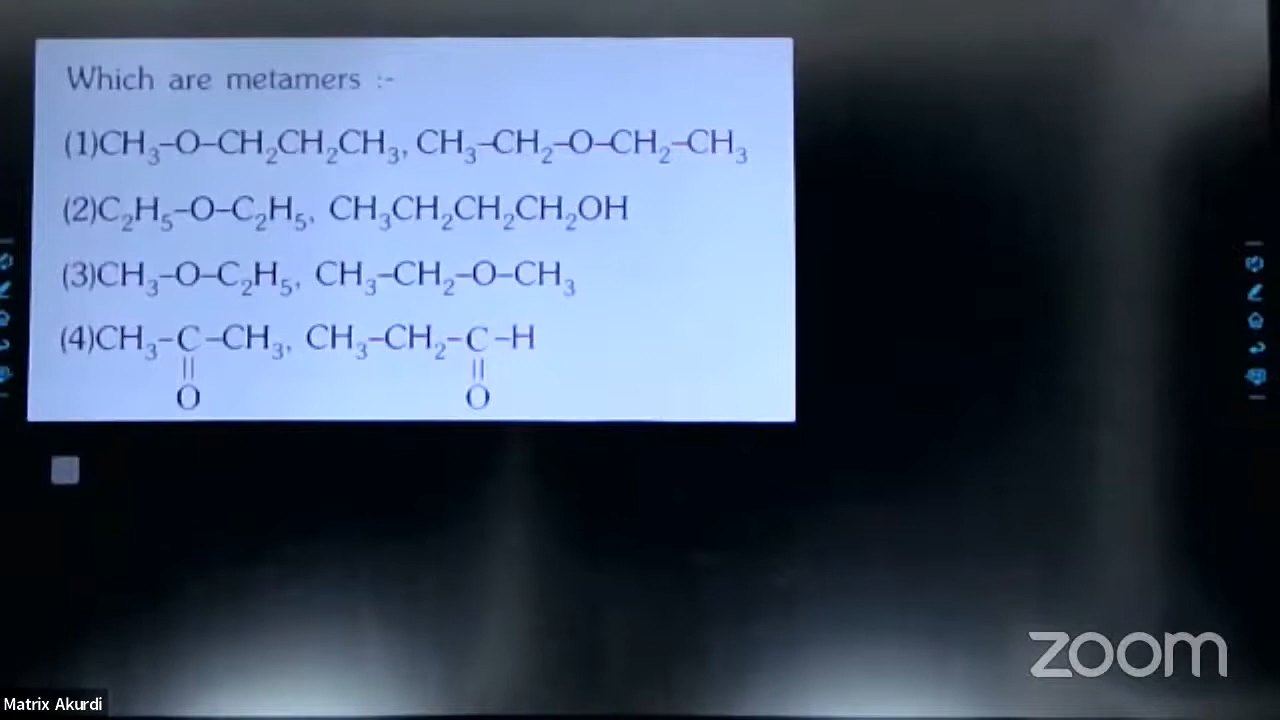 Which are metamers :-
(1)CH₃–O–CH₂CH₂CH₃, CH₃–CH₂–O–CH₂–CH₃
(2)C₂H₅–O–C₂H₅, CH₃CH₂CH₂CH₂OH
(3)CH₃–O–C₂H₅, CH₃–CH₂–O–CH₃
(4)CH₃–C–CH₃, CH₃–CH₂–C–H
|| ||
O O
zoom
Matrix Akurdi